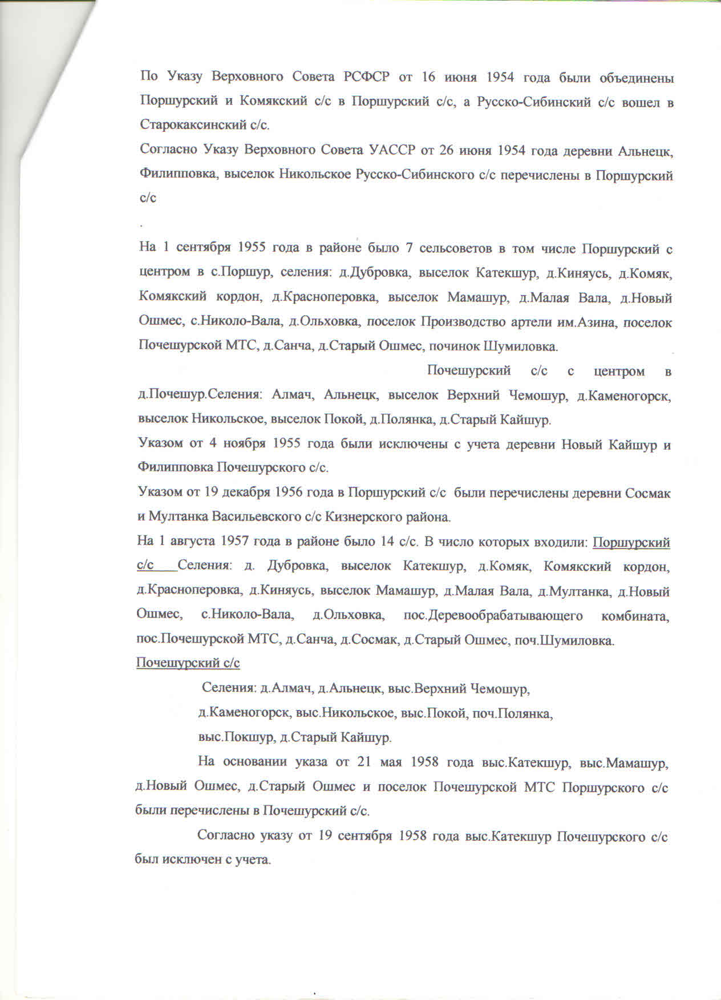 По Указу Верховного Совета РСФСР от 16 июня 1954 года были объединены
Поршурский и Комякский с/с в Поршурский с/с, а Русско-Сибинский с/с вошел в
Старокаксинский с/с.
Согласно Указу Верховного Совета УАССР от 26 июня 1954 года деревни Альнецк,
Филипповка, выселок Никольское Русско-Сибинского с/с перечислены в Поршурский
с/с
.
На 1 сентября 1955 года в районе было 7 сельсоветов в том числе Поршурский с
центром в с.Поршур, селения: д.Дубровка, выселок Катекшур, д.Киняусь, д.Комяк,
Комякский кордон, д.Красноперовка, выселок Мамашур, д.Малая Вала, д.Новый
Ошмес, с.Николо-Вала, д.Ольховка, поселок Производство артели им.Азина, поселок
Почешурской МТС, д.Санча, д.Старый Ошмес, починок Шумиловка.
Почешурский с/с с центром в
д.Почешур.Селения: Алмач, Альнецк, выселок Верхний Чемошур, д.Каменогорск,
выселок Никольское, выселок Покой, д.Полянка, д.Старый Кайшур.
Указом от 4 ноября 1955 года были исключены с учета деревни Новый Кайшур и
Филипповка Почешурского с/с.
Указом от 19 декабря 1956 года в Поршурский с/с были перечислены деревни Сосмак
и Мултанка Васильевского с/с Кизнерского района.
На 1 августа 1957 года в районе было 14 с/с. В число которых входили: Поршурский
с/с Селения: д. Дубровка, выселок Катекшур, д.Комяк, Комякский кордон,
д.Красноперовка, д.Киняусь, выселок Мамашур, д.Малая Вала, д.Мултанка, д.Новый
Ошмес, с.Николо-Вала, д.Ольховка, пос.Деревообрабатывающего комбината,
пос.Почешурской МТС, д.Санча, д.Сосмак, д.Старый Ошмес, поч.Шумиловка.
Почешурский с/с
Селения: д.Алмач, д.Альнецк, выс.Верхний Чемошур,
д.Каменогорск, выс.Никольское, выс.Покой, поч.Полянка,
выс.Покшур, д.Старый Кайшур.
На основании указа от 21 мая 1958 года выс.Катекшур, выс.Мамашур,
д.Новый Ошмес, д.Старый Ошмес и поселок Почешурской МТС Поршурского с/с
были перечислены в Почешурский с/с.
Согласно указу от 19 сентября 1958 года выс.Катекшур Почешурского с/с
был исключен с учета.